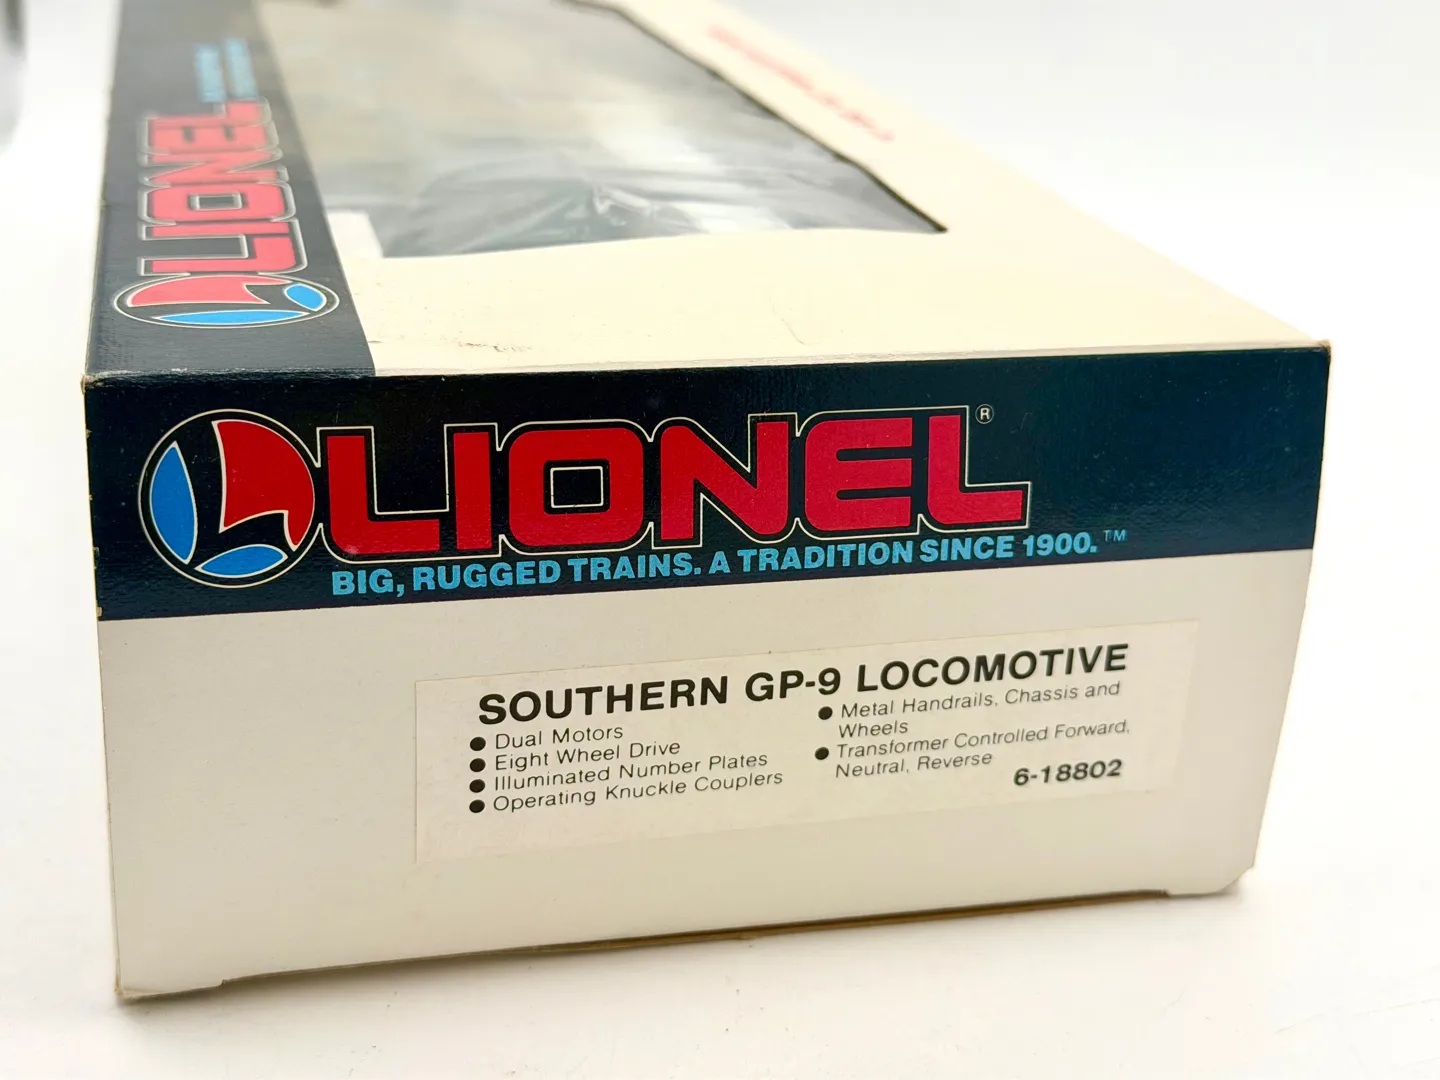 LIONEL
LIONEL®
BIG, RUGGED TRAINS. A TRADITION SINCE 1900.™
SOUTHERN GP-9 LOCOMOTIVE
● Dual Motors
● Eight Wheel Drive
● Illuminated Number Plates
● Operating Knuckle Couplers
● Metal Handrails, Chassis and
Wheels
● Transformer Controlled Forward,
Neutral, Reverse
6-18802